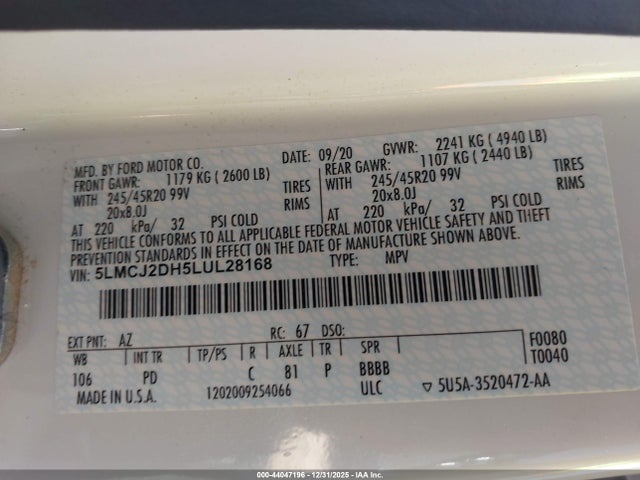 MFD. BY FORD MOTOR CO. DATE: 09/20 GVWR: 2241 KG ( 4940 LB)
FRONT GAWR: 1179 KG ( 2600 LB) REAR GAWR: 1107 KG ( 2440 LB)
WITH 245/45R20 99V TIRES WITH 245/45R20 99V TIRES
20x8.0J RIMS 20x8.0J RIMS
AT 220 kPa/ 32 PSI COLD AT 220 kPa/ 32 PSI COLD
THIS VEHICLE CONFORMS TO ALL APPLICABLE FEDERAL MOTOR VEHICLE SAFETY AND THEFT
PREVENTION STANDARDS IN EFFECT ON THE DATE OF MANUFACTURE SHOWN ABOVE.
VIN: 5LMCJ2DH5LUL28168 TYPE: MPV
EXT PNT: AZ RC: 67 DSO: F0080
WB INT TR TP/PS R AXLE TR SPR T0040
106 PD C 81 P BBBB
MADE IN U.S.A. 1202009254066 ULC ▽ 5U5A-3520472-AA
000-44047196 - 12/31/2025 - IAAI, Inc.